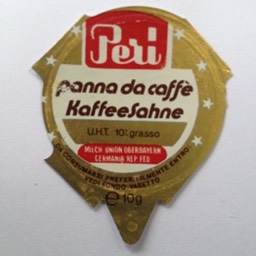 Peri
panna da caffè
Kaffeesahne
U.H.T. 10% grasso
MILCH UNION OBERBAYERN
GERMANIA REP FED.
DA CONSUMARSI PREFERIBILMENTE ENTRO:
VEDI FONDO VASETTO
e 10g